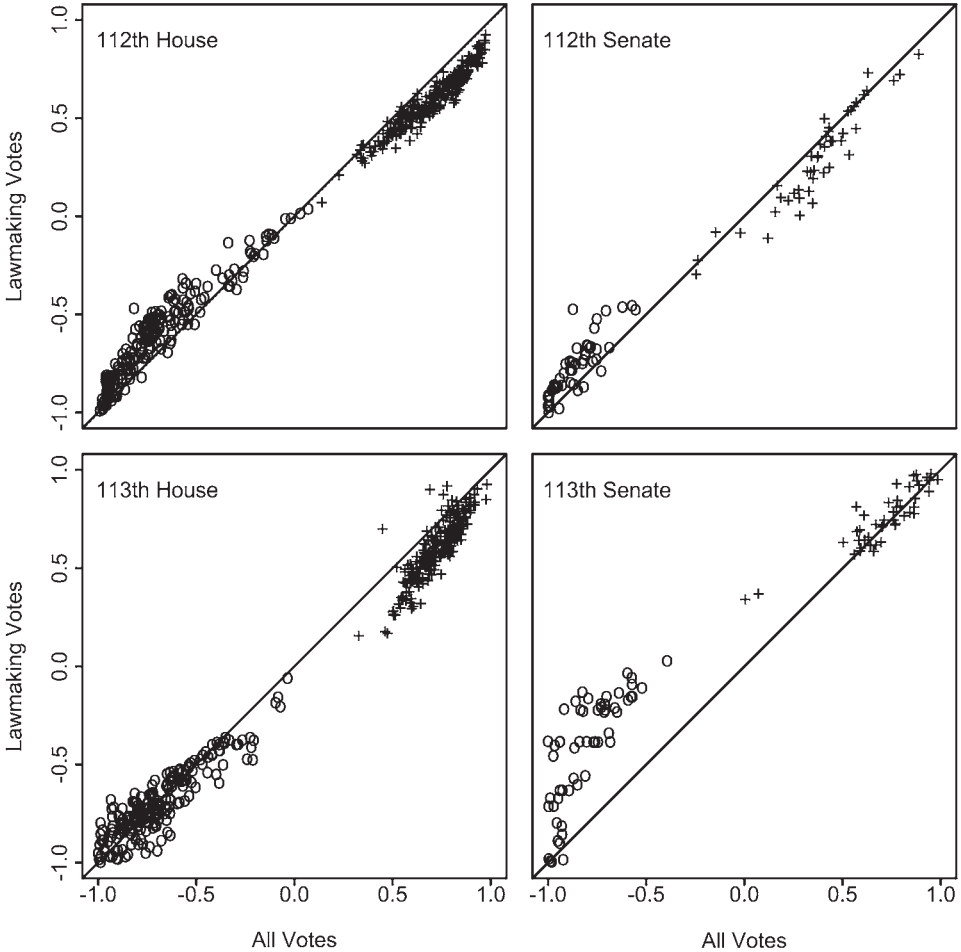 112th House
112th Senate
Lawmaking Votes
1.0
0.5
0.0
-0.5
-1.0
113th House
113th Senate
Lawmaking Votes
1.0
0.5
0.0
-0.5
-1.0
-1.0 -0.5 0.0 0.5 1.0
-1.0 -0.5 0.0 0.5 1.0
All Votes
All Votes